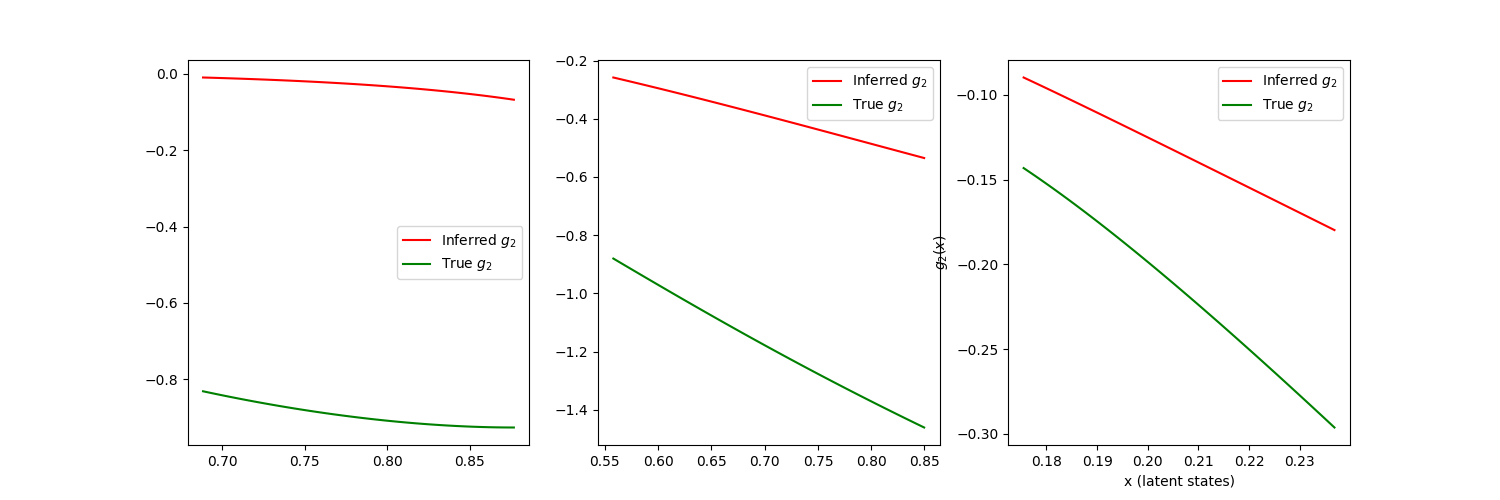 0.0
−0.2
−0.4
−0.6
−0.8
0.70 0.75 0.80 0.85
Inferred g₂
True g₂
−0.2
−0.4
−0.6
−0.8
−1.0
−1.2
−1.4
0.55 0.60 0.65 0.70 0.75 0.80 0.85
Inferred g₂
True g₂
g₂(x)
−0.10
−0.15
−0.20
−0.25
−0.30
0.18 0.19 0.20 0.21 0.22 0.23
x (latent states)
Inferred g₂
True g₂